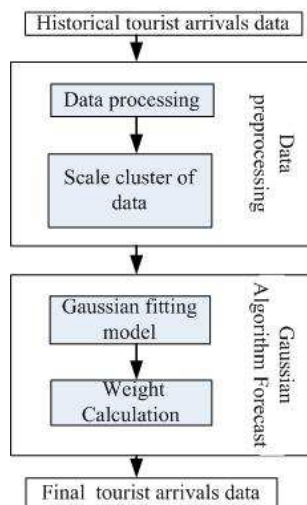 Historical tourist arrivals data
Data processing
Scale cluster of
data
Data
preprocessing
Gaussian fitting
model
Weight
Calculation
Gaussian
Algorithm Forecast
Final tourist arrivals data